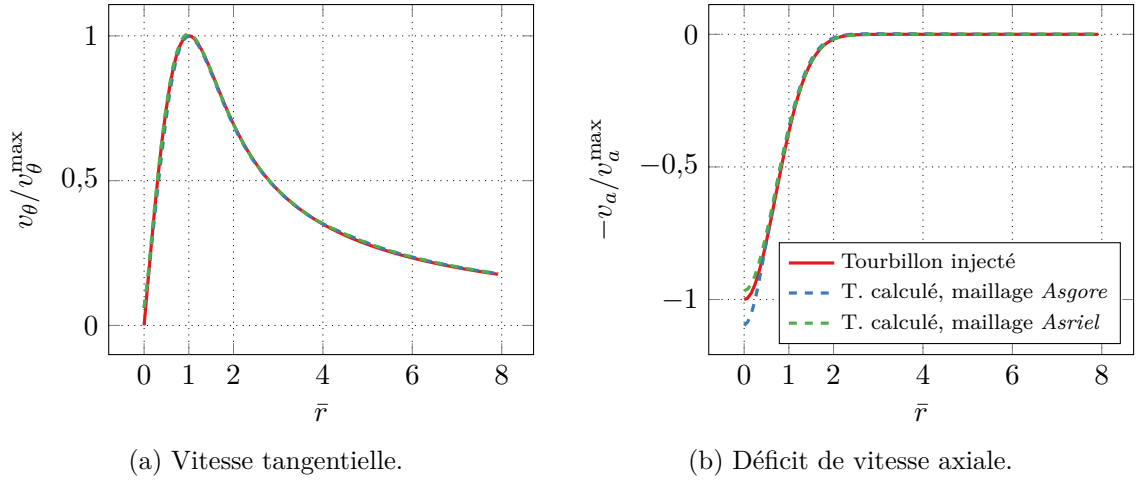 1
0,5
0
v_θ/v_θ^max
0 1 2 4 6 8
r̄
(a) Vitesse tangentielle.
0
−0,5
−1
−v_a/v_a^max
Tourbillon injecté
T. calculé, maillage Asgore
T. calculé, maillage Asriel
0 1 2 4 6 8
r̄
(b) Déficit de vitesse axiale.